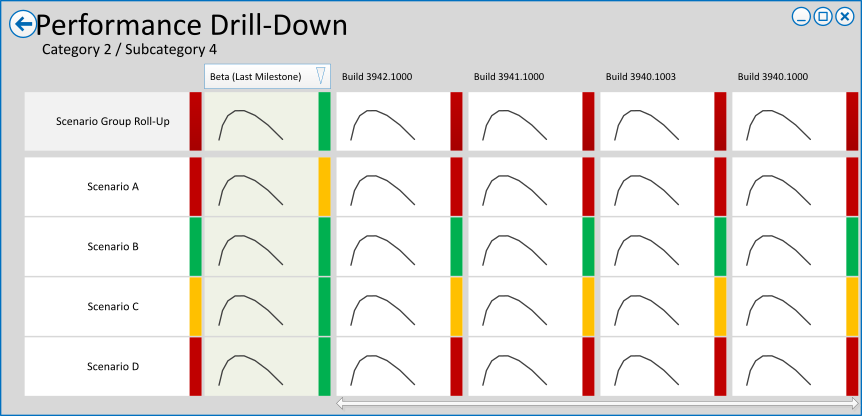 Performance Drill-Down
Category 2 / Subcategory 4
Beta (Last Milestone) Build 3942.1000 Build 3941.1000 Build 3940.1003 Build 3940.1000
Scenario Group Roll-Up
Scenario A
Scenario B
Scenario C
Scenario D